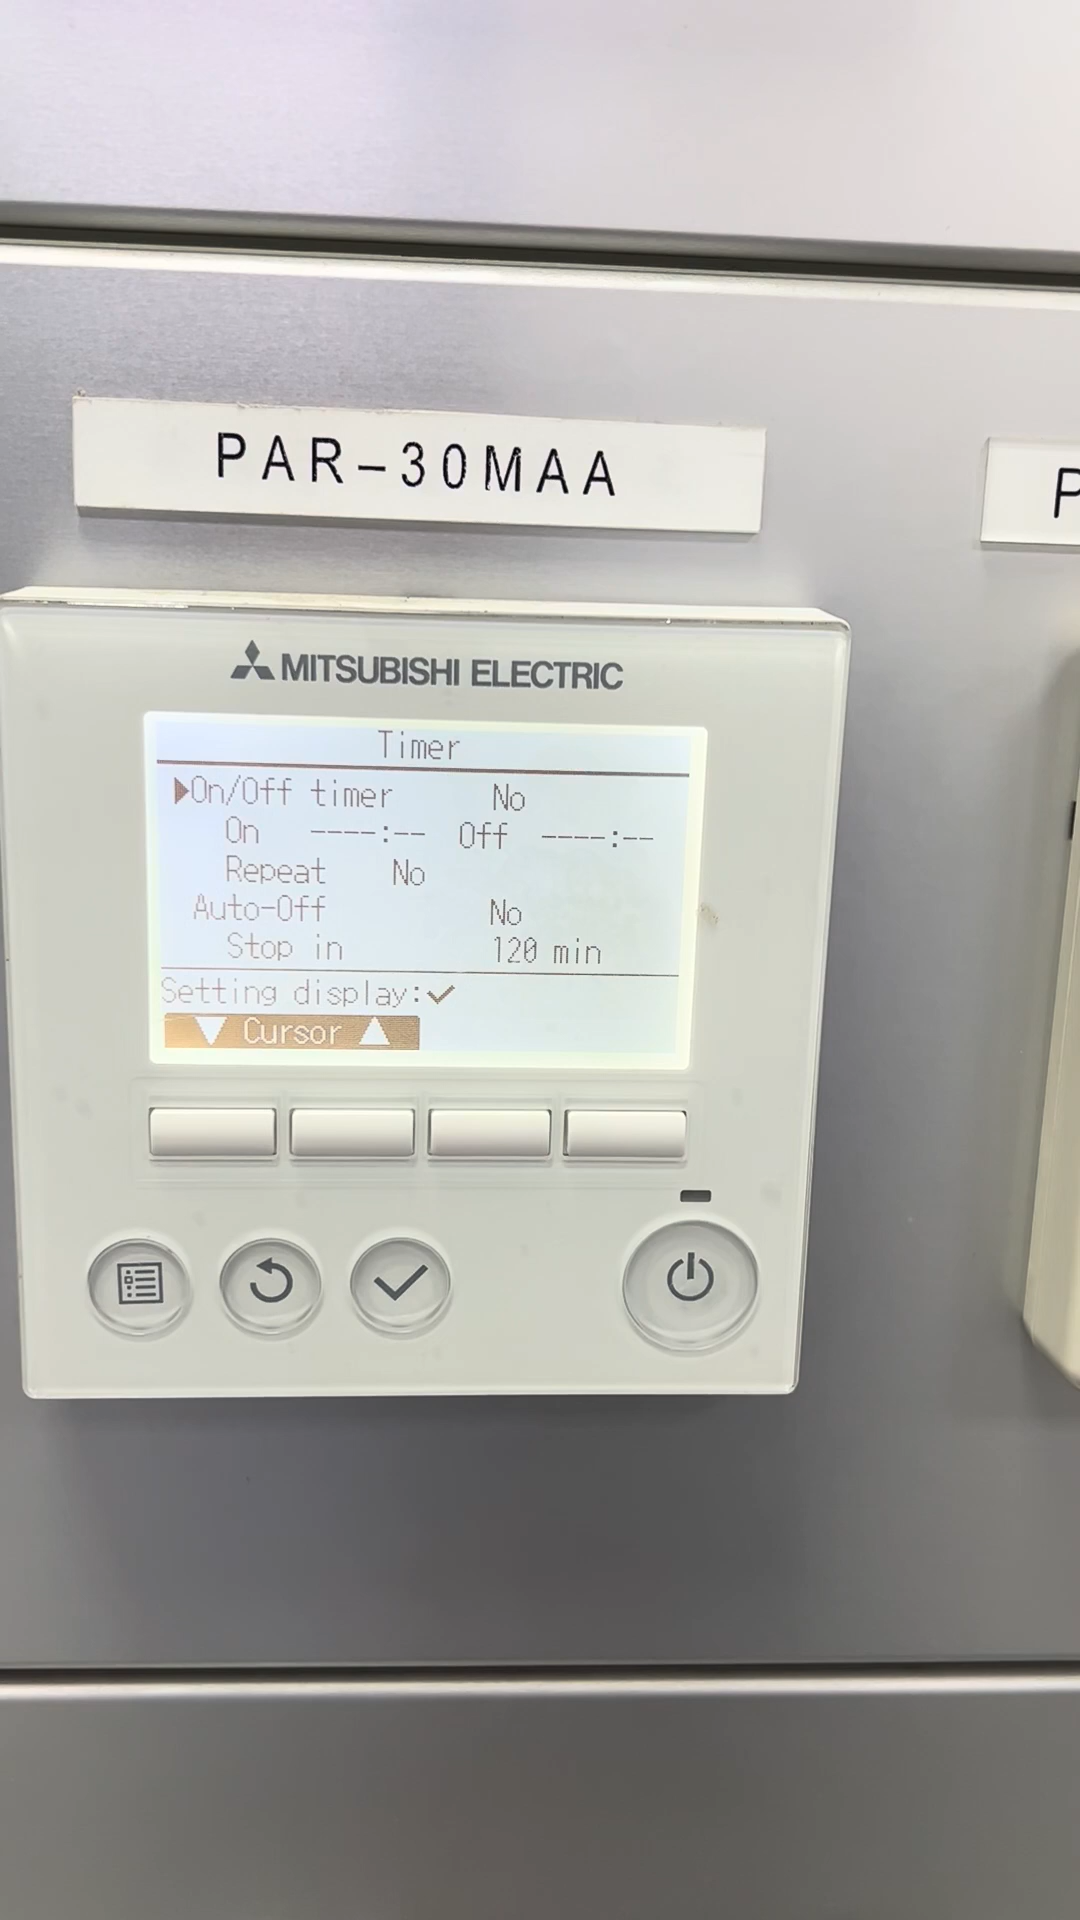 PAR-30MAA
P
MITSUBISHI ELECTRIC
Timer
▶On/Off timer No
On ----:-- Off ----:--
Repeat No
Auto-Off No
Stop in 120 min
Setting display:✓
▼ Cursor ▲